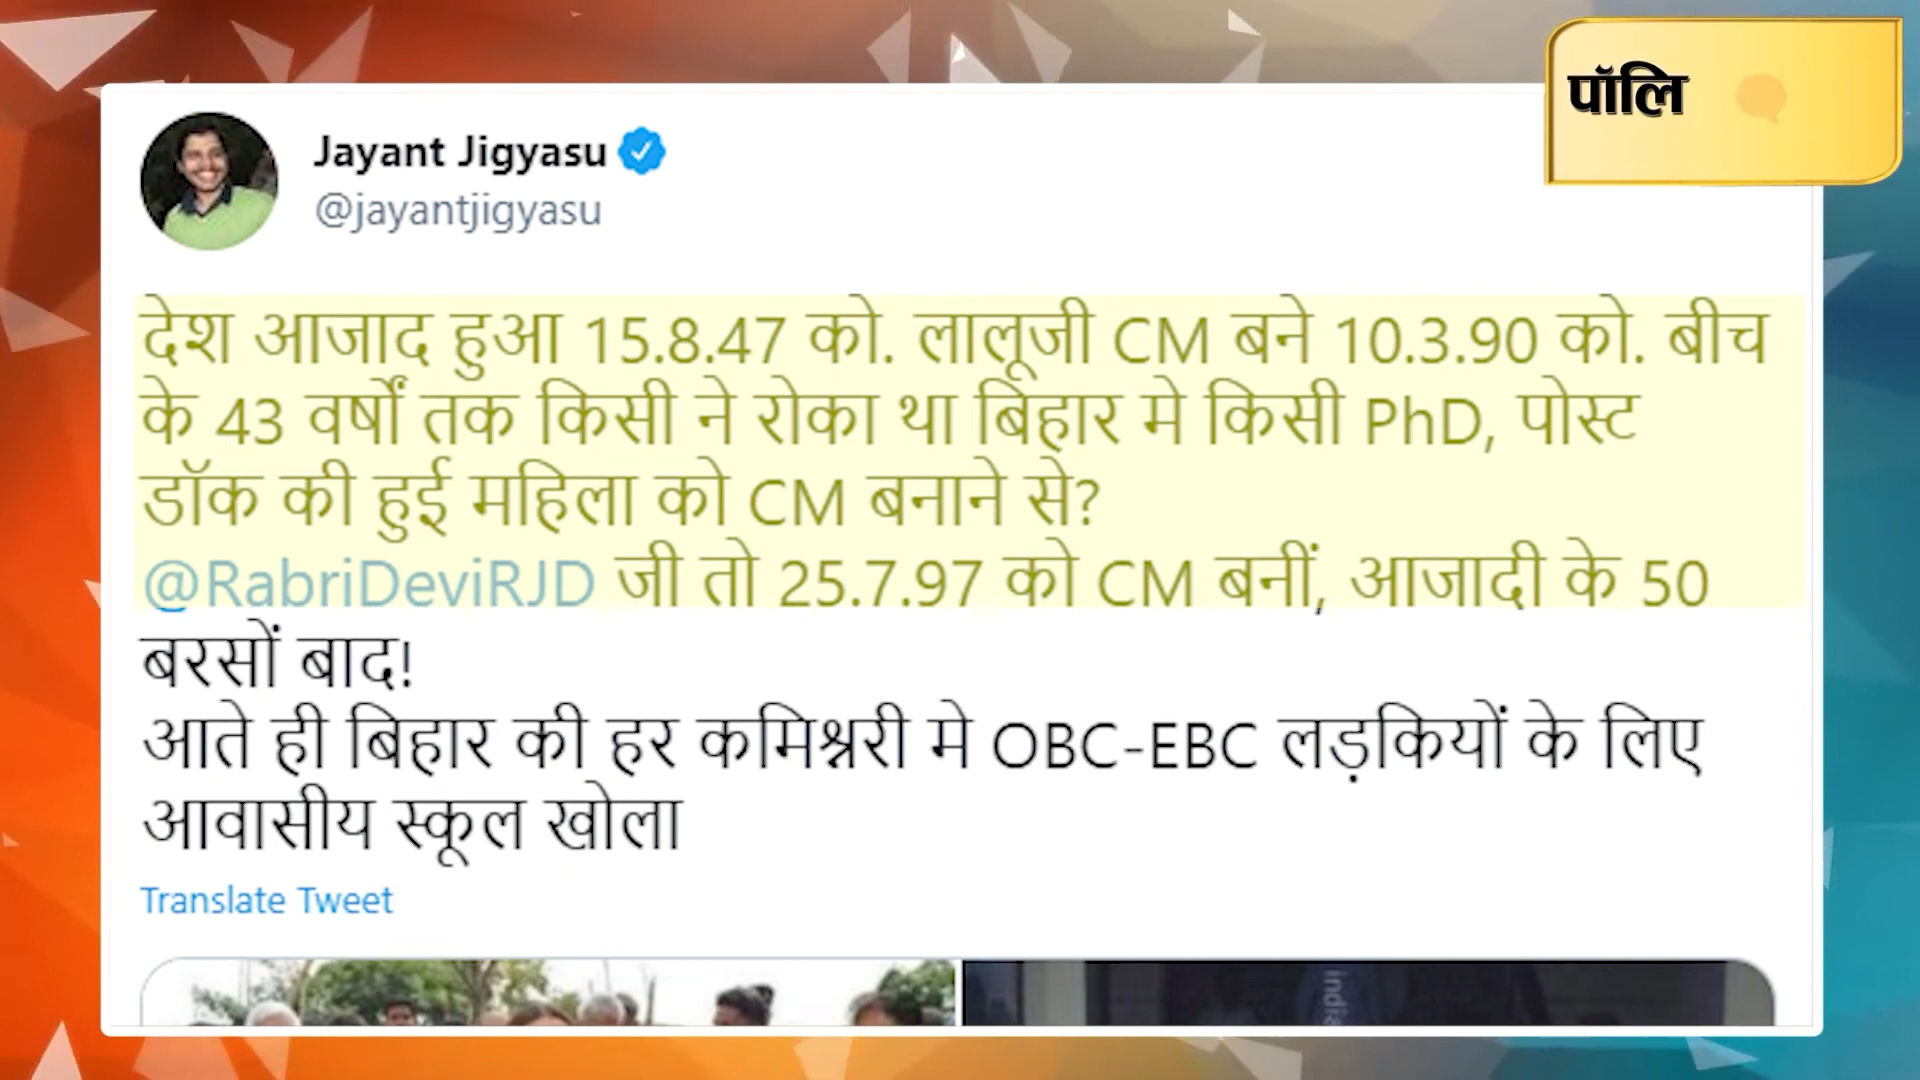 पॉलि
Jayant Jigyasu
@jayantjigyasu
देश आजाद हुआ 15.8.47 को. लालूजी CM बने 10.3.90 को. बीच
के 43 वर्षों तक किसी ने रोका था बिहार मे किसी PhD, पोस्ट
डॉक की हुई महिला को CM बनाने से?
@RabriDeviRJD जी तो 25.7.97 को CM बनीं, आजादी के 50
बरसों बाद!
आते ही बिहार की हर कमिश्नरी मे OBC-EBC लड़कियों के लिए
आवासीय स्कूल खोला
Translate Tweet